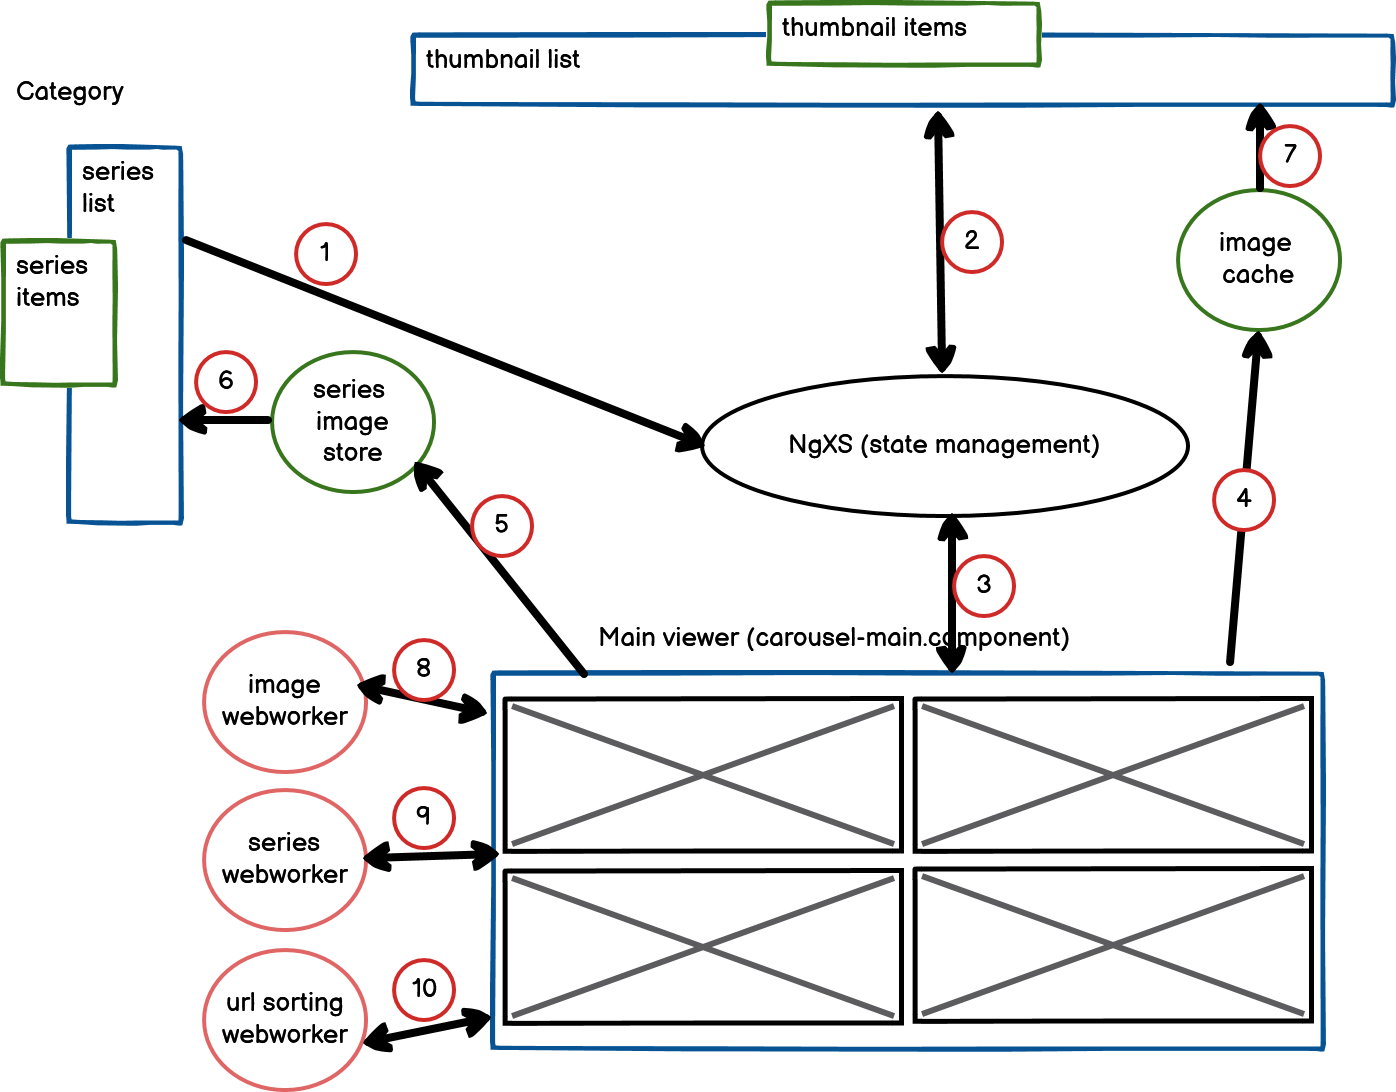 thumbnail items
thumbnail list
Category
series
list
series
items
1
2
7
image
cache
6
series
image
store
NgXS (state management)
4
5
3
Main viewer (carousel-main.component)
8
image
webworker
9
series
webworker
10
url sorting
webworker